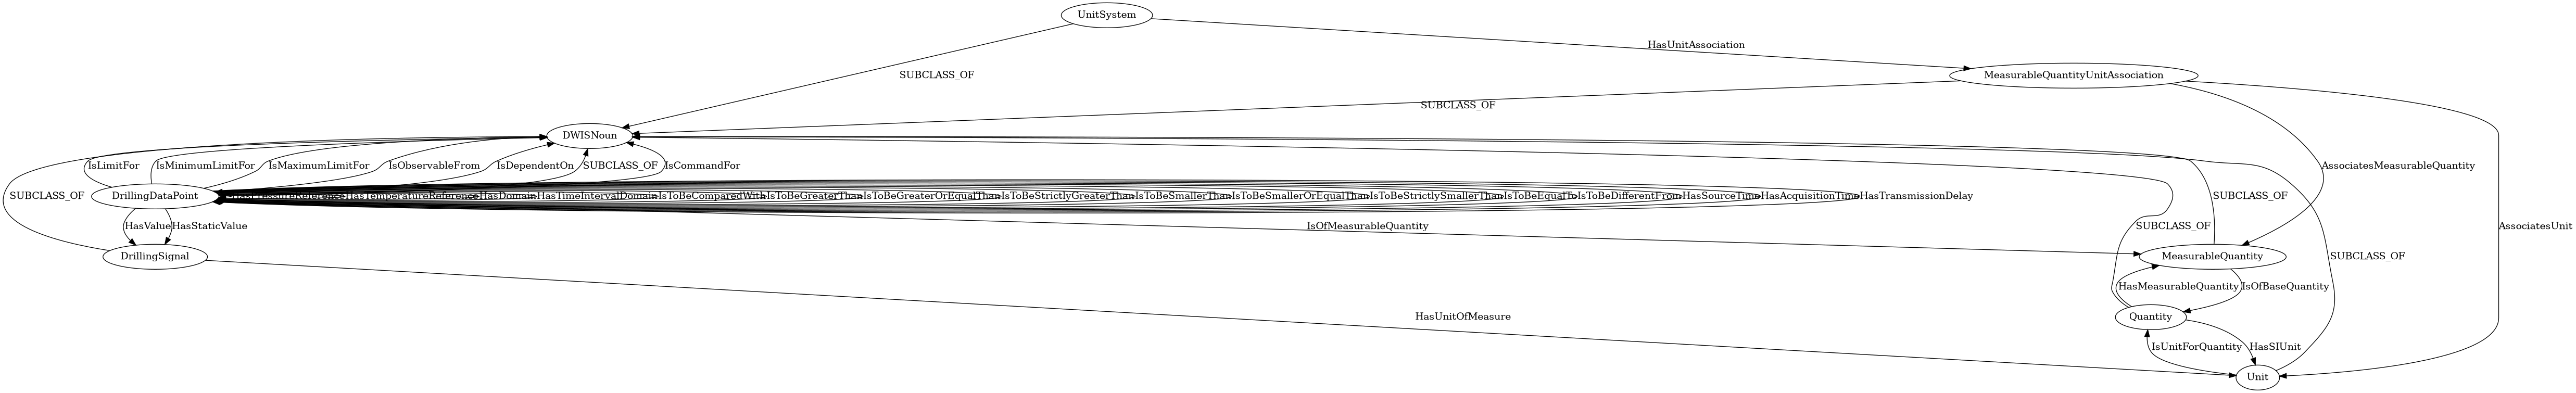 UnitSystem
HasUnitAssociation
SUBCLASS_OF
MeasurableQuantityUnitAssociation
SUBCLASS_OF
DWISNoun
IsLimitFor
IsMinimumLimitFor
IsMaximumLimitFor
IsObservableFrom
IsDependentOn
SUBCLASS_OF
IsCommandFor
AssociatesMeasurableQuantity
SUBCLASS_OF
DrillingDataPoint
HasPressureReference
HasTemperatureReference
HasDomain
HasTimeIntervalDomain
IsToBeComparedWith
IsToBeGreaterThan
IsToBeGreaterOrEqualThan
IsToBeStrictlyGreaterThan
IsToBeSmallerThan
IsToBeSmallerOrEqualThan
IsToBeStrictlySmallerThan
IsToBeEqualTo
IsToBeDifferentFrom
HasSourceTime
HasAcquisitionTime
HasTransmissionDelay
SUBCLASS_OF
HasValue
HasStaticValue
IsOfMeasurableQuantity
SUBCLASS_OF
AssociatesUnit
DrillingSignal
MeasurableQuantity
SUBCLASS_OF
HasMeasurableQuantity
IsOfBaseQuantity
HasUnitOfMeasure
Quantity
IsUnitForQuantity
HasSIUnit
Unit